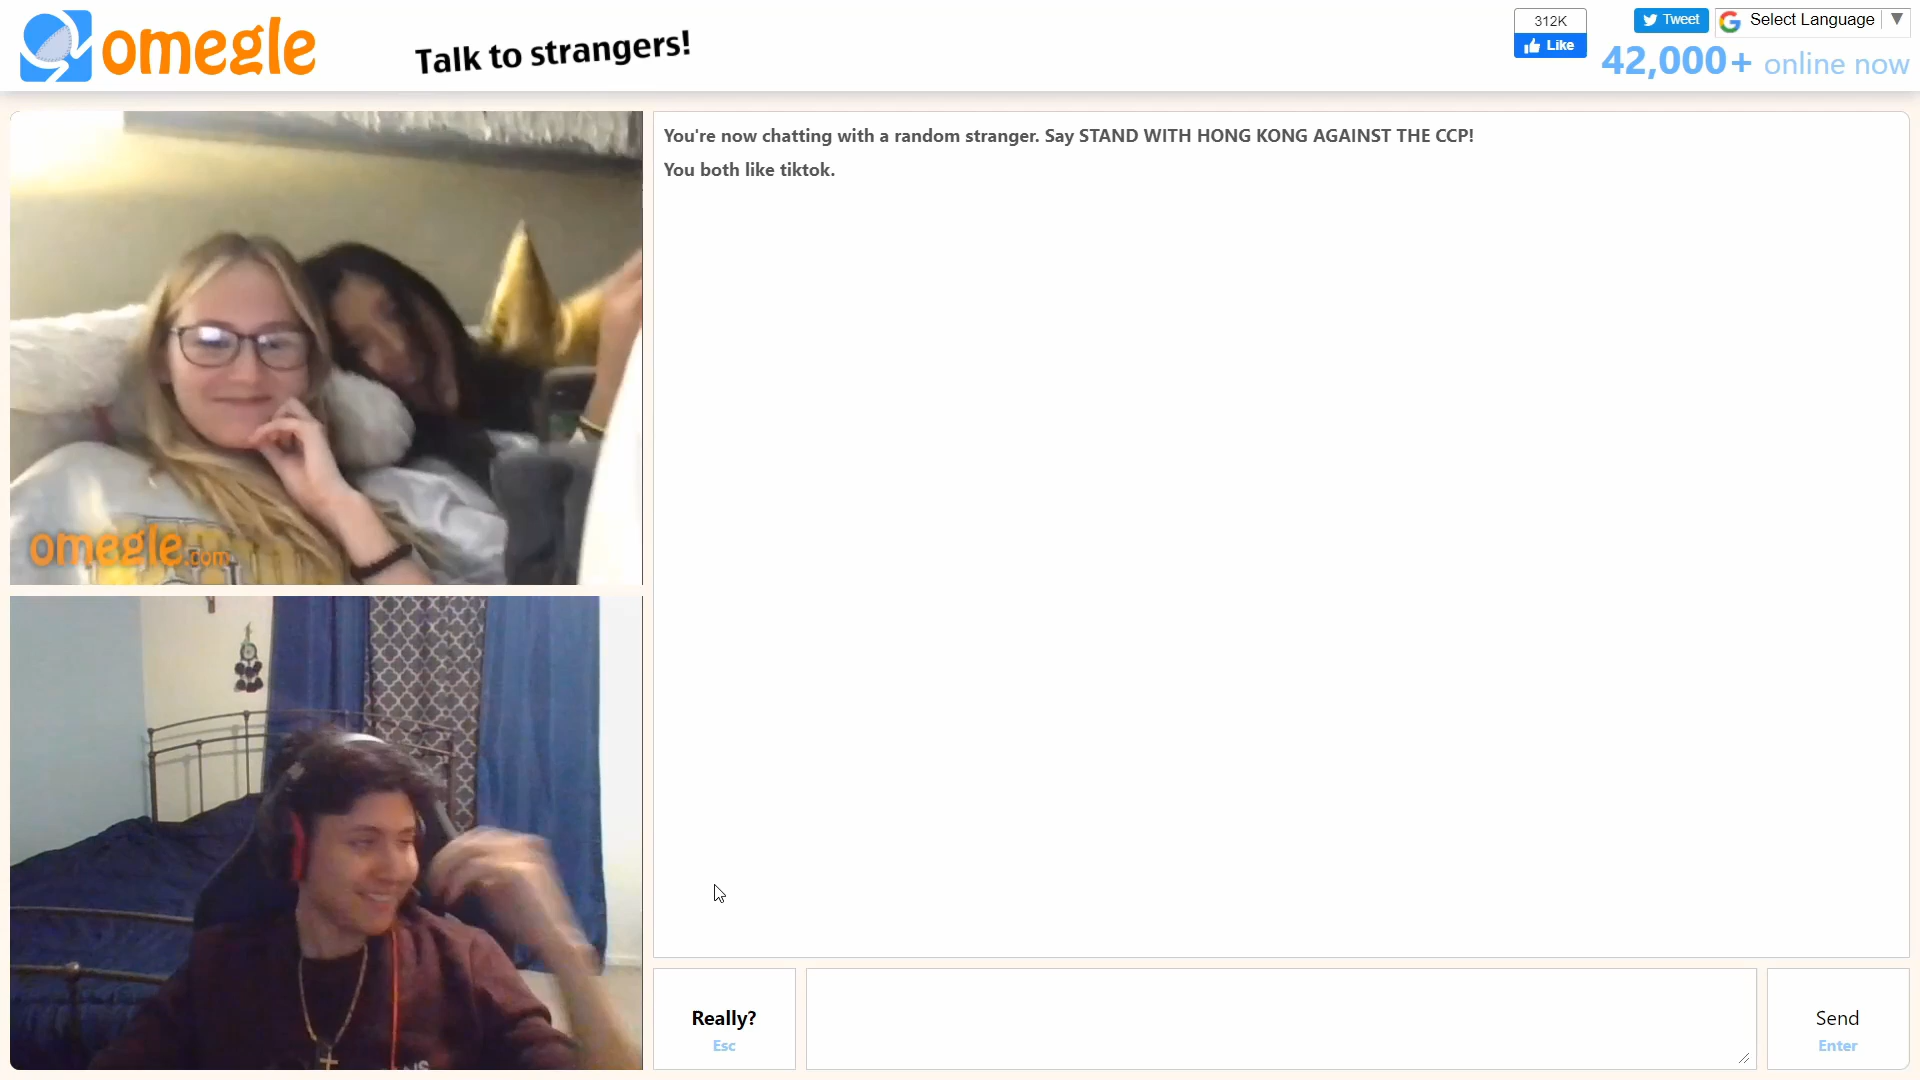 omegle
Talk to strangers!
312K
Like
Tweet
Select Language
42,000+ online now
You're now chatting with a random stranger. Say STAND WITH HONG KONG AGAINST THE CCP!
You both like tiktok.
omegle.com
Really?
Esc
Send
Enter